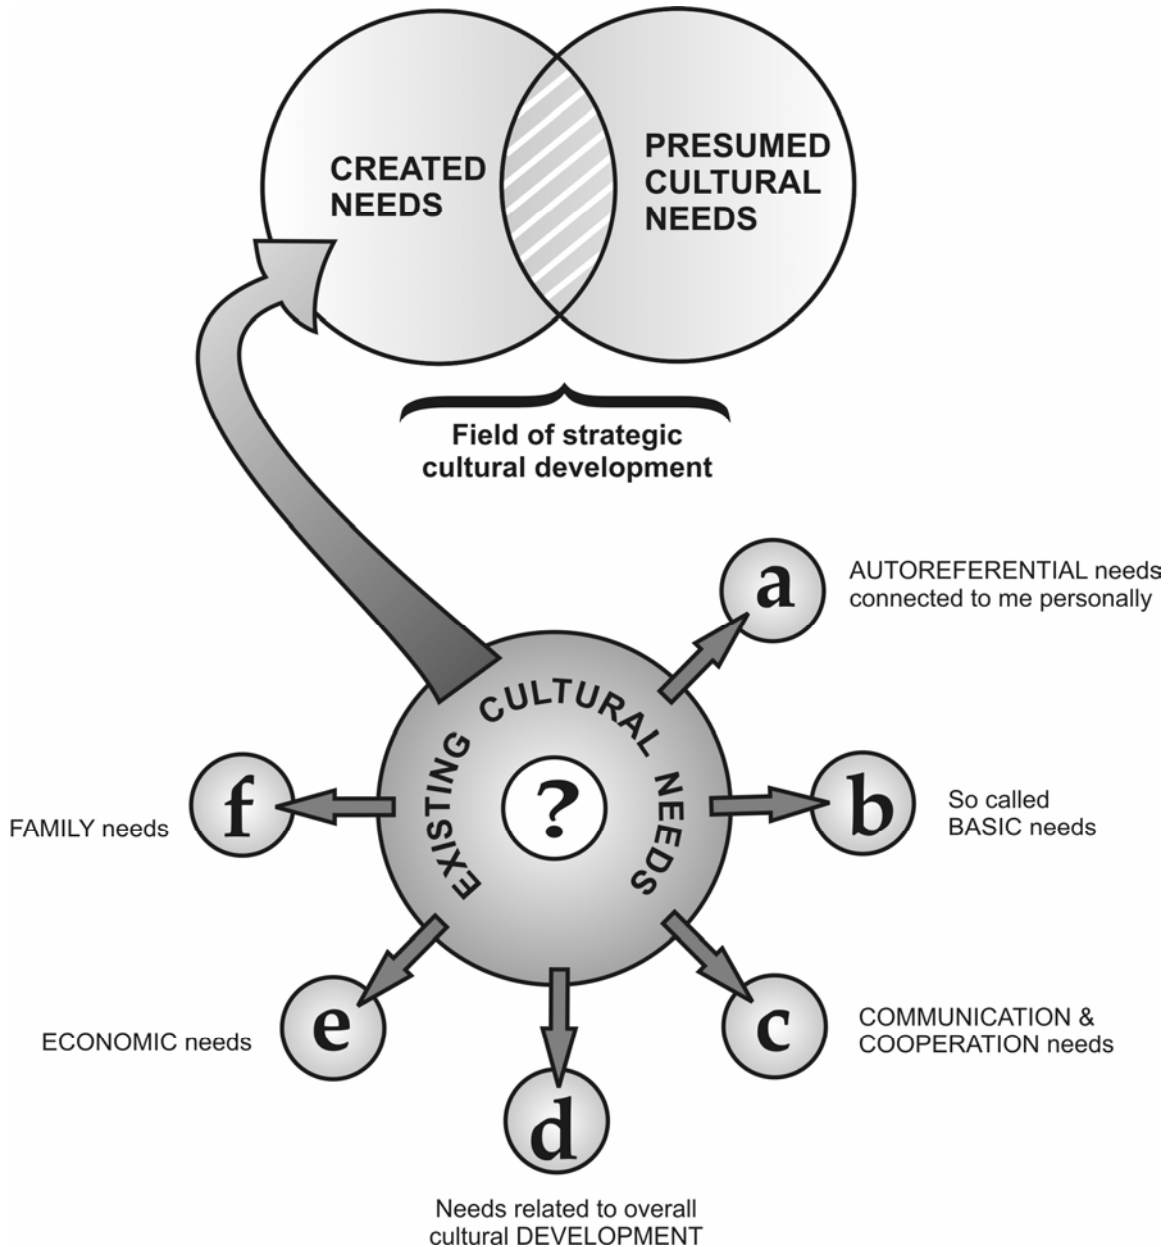 CREATED
NEEDS
PRESUMED
CULTURAL
NEEDS
Field of strategic
cultural development
a
AUTOREFERENTIAL needs
connected to me personally
EXISTING CULTURAL NEEDS
?
f
FAMILY needs
b
So called
BASIC needs
e
ECONOMIC needs
c
COMMUNICATION &
COOPERATION needs
d
Needs related to overall
cultural DEVELOPMENT